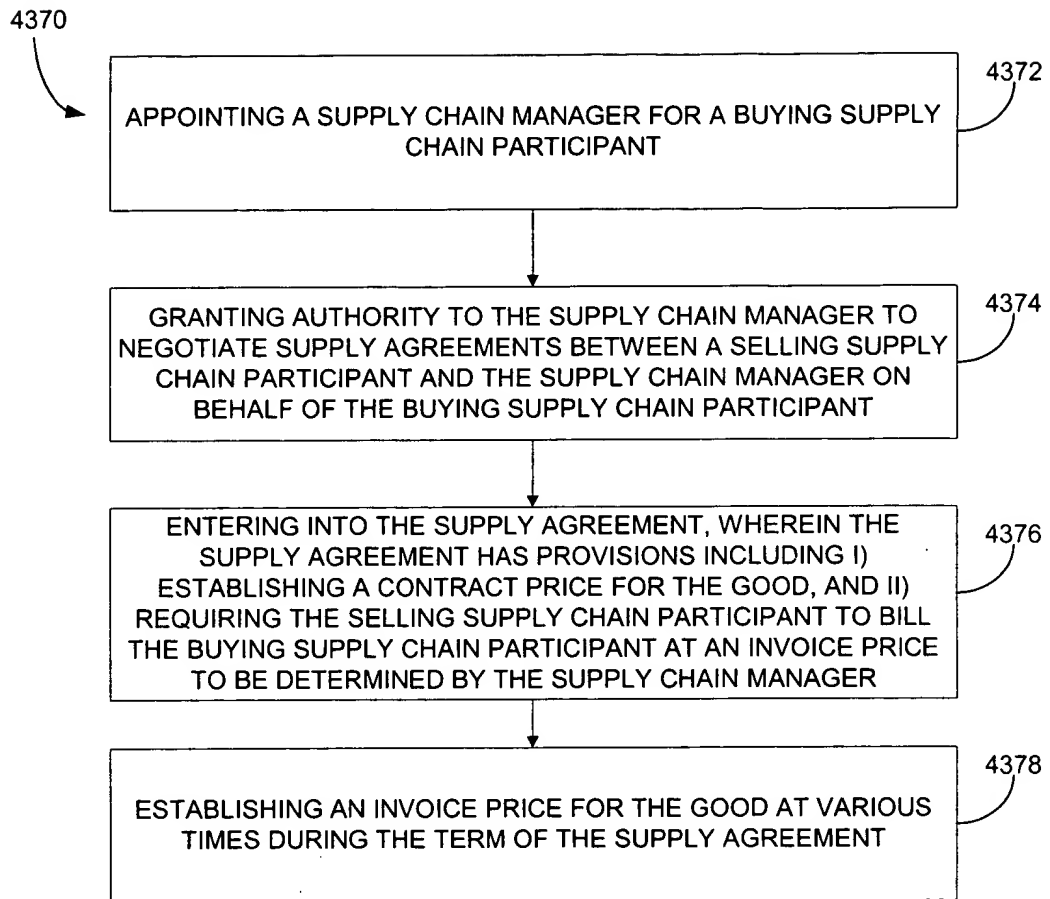 4370
4372
APPOINTING A SUPPLY CHAIN MANAGER FOR A BUYING SUPPLY
CHAIN PARTICIPANT
4374
GRANTING AUTHORITY TO THE SUPPLY CHAIN MANAGER TO
NEGOTIATE SUPPLY AGREEMENTS BETWEEN A SELLING SUPPLY
CHAIN PARTICIPANT AND THE SUPPLY CHAIN MANAGER ON
BEHALF OF THE BUYING SUPPLY CHAIN PARTICIPANT
4376
ENTERING INTO THE SUPPLY AGREEMENT, WHEREIN THE
SUPPLY AGREEMENT HAS PROVISIONS INCLUDING I)
ESTABLISHING A CONTRACT PRICE FOR THE GOOD, AND II)
REQUIRING THE SELLING SUPPLY CHAIN PARTICIPANT TO BILL
THE BUYING SUPPLY CHAIN PARTICIPANT AT AN INVOICE PRICE
TO BE DETERMINED BY THE SUPPLY CHAIN MANAGER
4378
ESTABLISHING AN INVOICE PRICE FOR THE GOOD AT VARIOUS
TIMES DURING THE TERM OF THE SUPPLY AGREEMENT